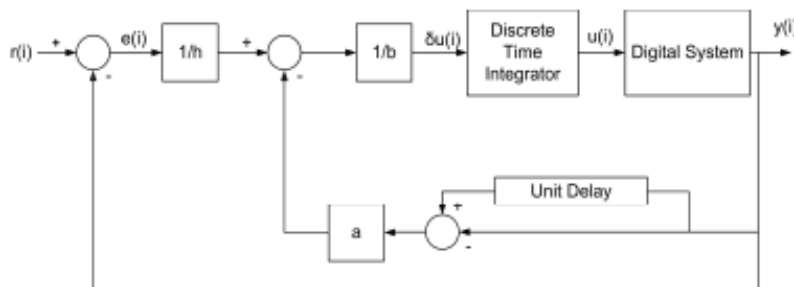 r(i)
+
-
e(i)
1/h
+
-
1/b
δu(i)
Discrete
Time
Integrator
u(i)
Digital System
y(i)
Unit Delay
a
+
-